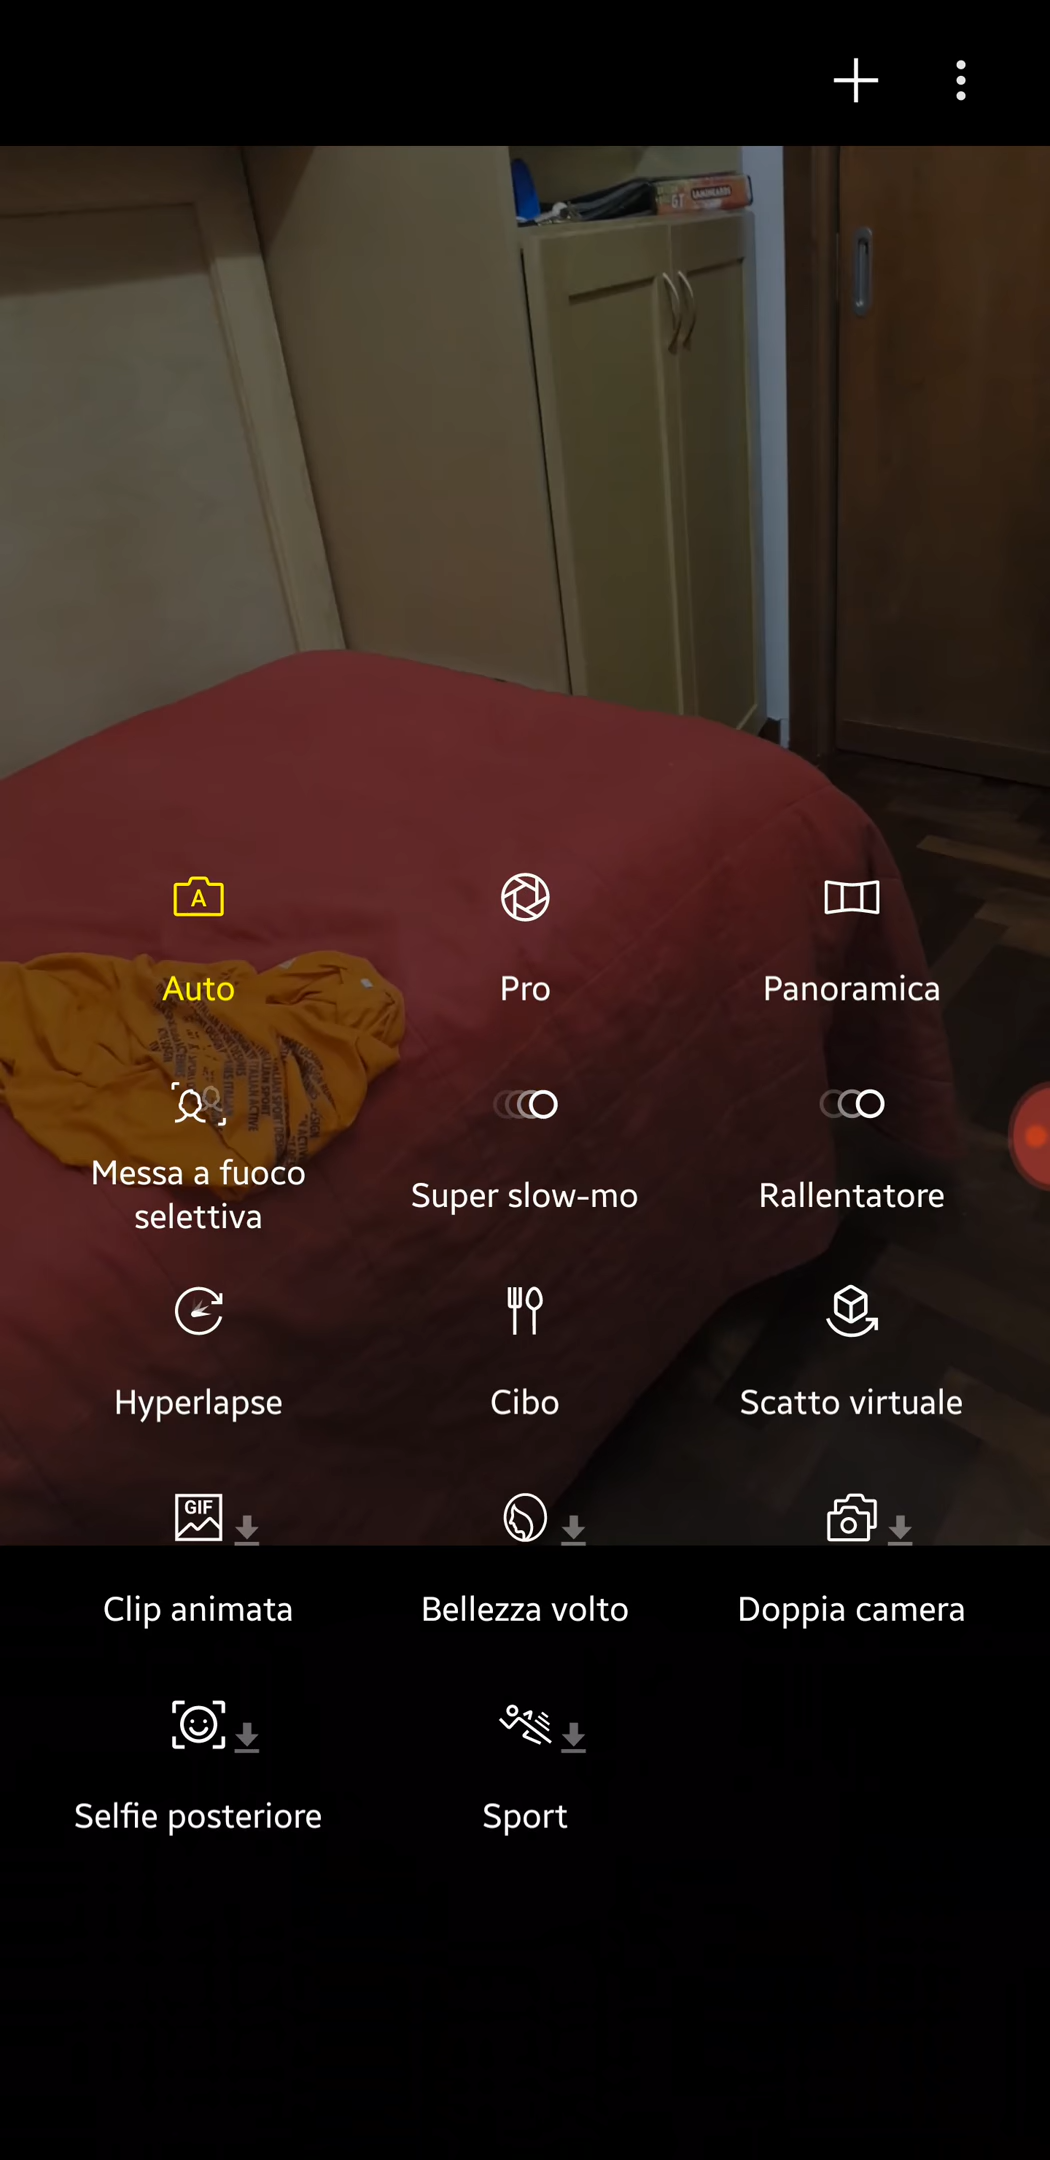 GT
A
Auto
Pro
Panoramica
Messa a fuoco
selettiva
Super slow-mo
Rallentatore
Hyperlapse
Cibo
Scatto virtuale
GIF
Clip animata
Bellezza volto
Doppia camera
Selfie posteriore
Sport